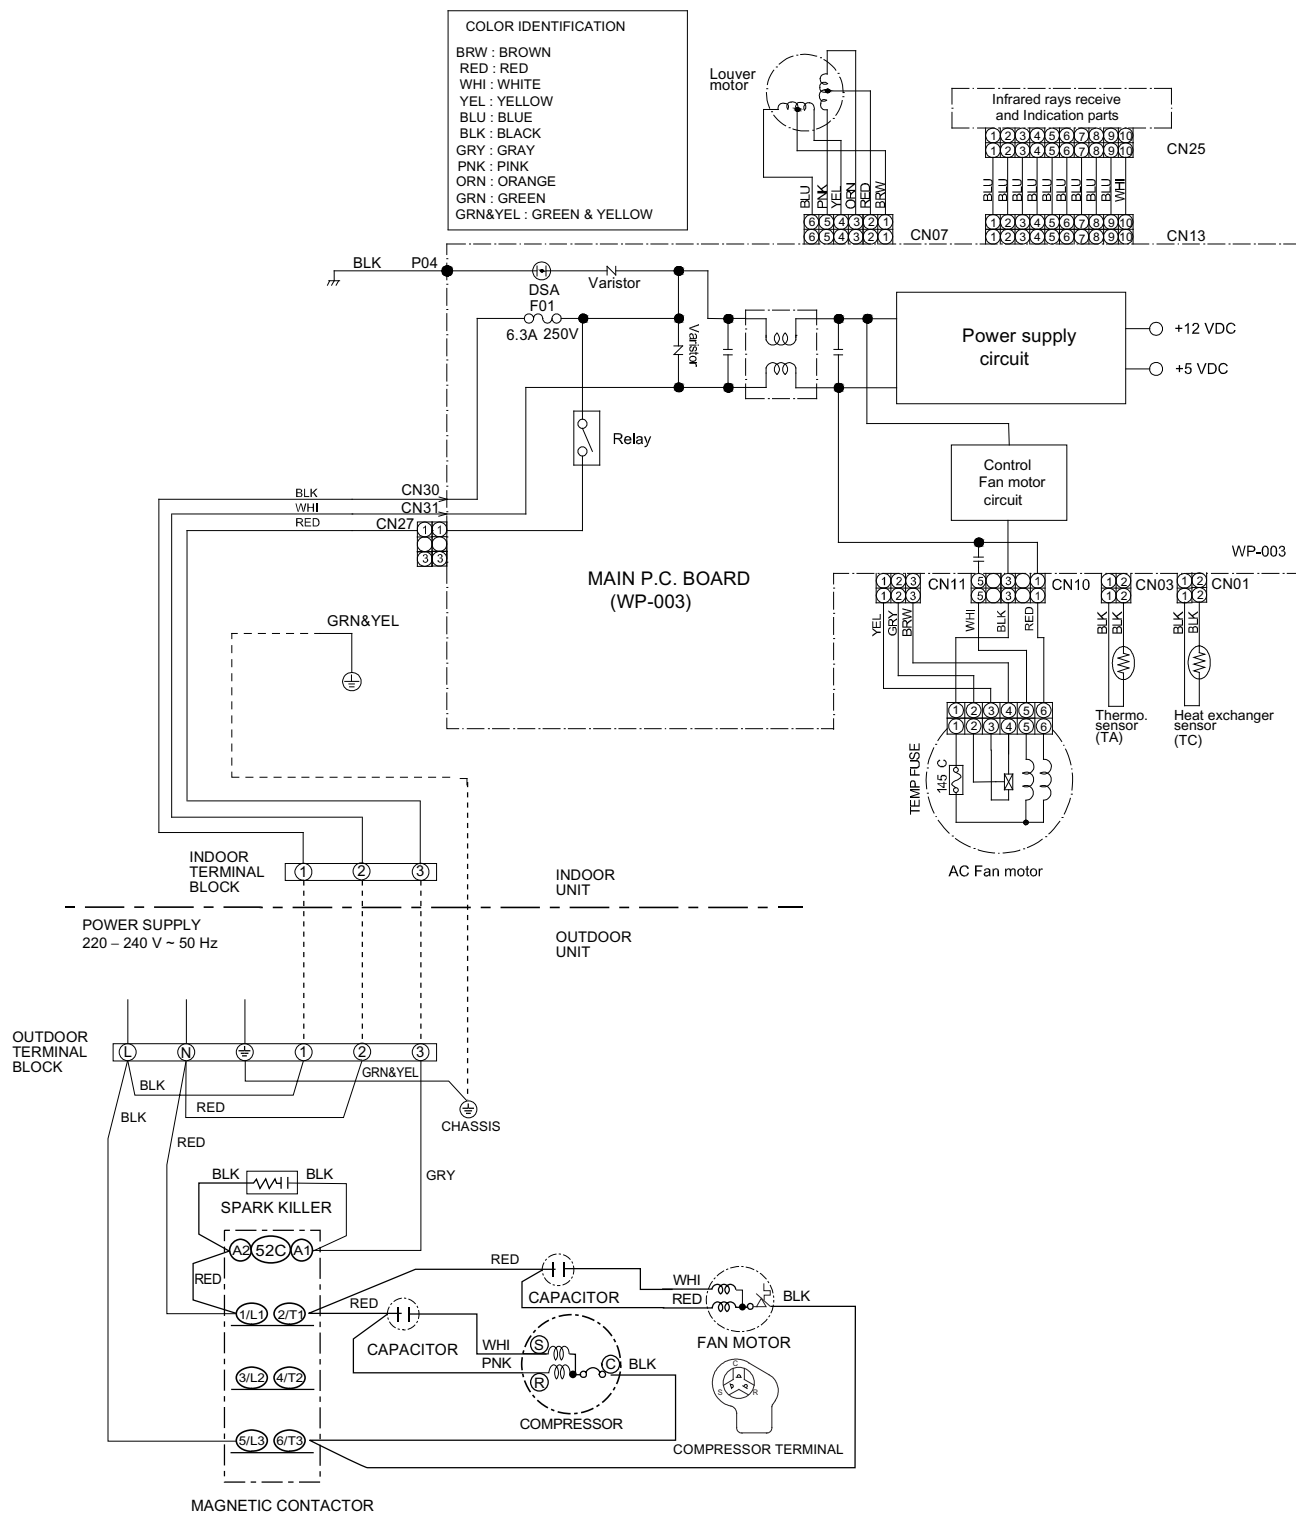 COLOR IDENTIFICATION
BRW : BROWN
RED : RED
WHI : WHITE
YEL : YELLOW
BLU : BLUE
BLK : BLACK
GRY : GRAY
PNK : PINK
ORN : ORANGE
GRN : GREEN
GRN&YEL : GREEN & YELLOW
Louver
motor
BLU
PNK
YEL
ORN
RED
BRW
6 5 4 3 2 1
6 5 4 3 2 1
CN07
Infrared rays receive
and Indication parts
1 2 3 4 5 6 7 8 9 10
1 2 3 4 5 6 7 8 9 10
CN25
BLU
BLU
BLU
BLU
BLU
BLU
BLU
BLU
BLU
WHI
1 2 3 4 5 6 7 8 9 10
1 2 3 4 5 6 7 8 9 10
CN13
BLK
P04
DSA
Varistor
F01
6.3A 250V
Varistor
Power supply
circuit
+12 VDC
+5 VDC
Relay
Control
Fan motor
circuit
BLK
CN30
WHI
CN31
RED
CN27
1 1
3 3
MAIN P.C. BOARD
(WP-003)
WP-003
1 2 3
1 2 3
CN11
5 3 1
5 3 1
CN10
1 2
1 2
CN03
1 2
1 2
CN01
YEL
GRY
BRW
WHI
BLK
RED
BLK
BLK
BLK
BLK
Thermo.
sensor
(TA)
Heat exchanger
sensor
(TC)
1 2 3 4 5 6
1 2 3 4 5 6
TEMP FUSE
145 C
AC Fan motor
GRN&YEL
INDOOR
TERMINAL
BLOCK
1 2 3
INDOOR
UNIT
POWER SUPPLY
220 – 240 V ~ 50 Hz
OUTDOOR
UNIT
OUTDOOR
TERMINAL
BLOCK
L N 1 2 3
BLK
GRN&YEL
RED
BLK
CHASSIS
RED
BLK
BLK
GRY
SPARK KILLER
A2 52C A1
RED
1/L1 2/T1
3/L2 4/T2
5/L3 6/T3
MAGNETIC CONTACTOR
RED
RED
CAPACITOR
WHI
RED
BLK
FAN MOTOR
CAPACITOR
WHI
PNK
S
R
C
BLK
COMPRESSOR
C
S R
COMPRESSOR TERMINAL